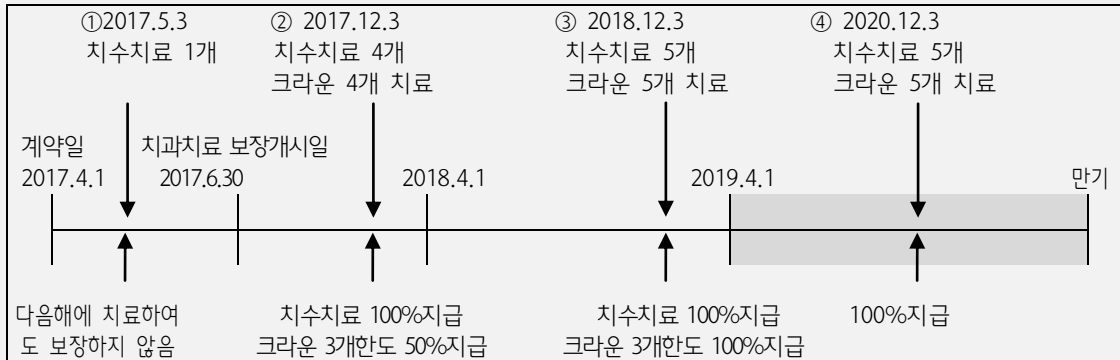 ①2017.5.3
치수치료 1개
② 2017.12.3
치수치료 4개
크라운 4개 치료
③ 2018.12.3
치수치료 5개
크라운 5개 치료
④ 2020.12.3
치수치료 5개
크라운 5개 치료
계약일
2017.4.1
치과치료 보장개시일
2017.6.30
2018.4.1
2019.4.1
만기
다음해에 치료하여
도 보장하지 않음
치수치료 100%지급
크라운 3개한도 50%지급
치수치료 100%지급
크라운 3개한도 100%지급
100%지급